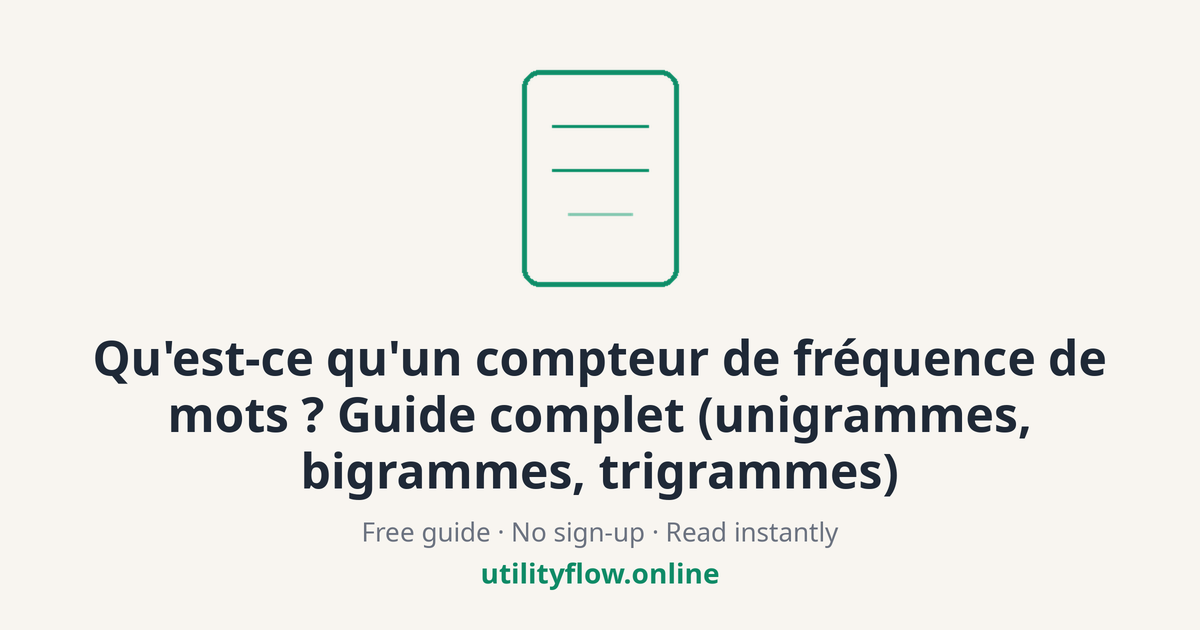 Qu'est-ce qu'un compteur de fréquence de
mots ? Guide complet (unigrammes,
bigrammes, trigrammes)
Free guide · No sign-up · Read instantly
utilityflow.online